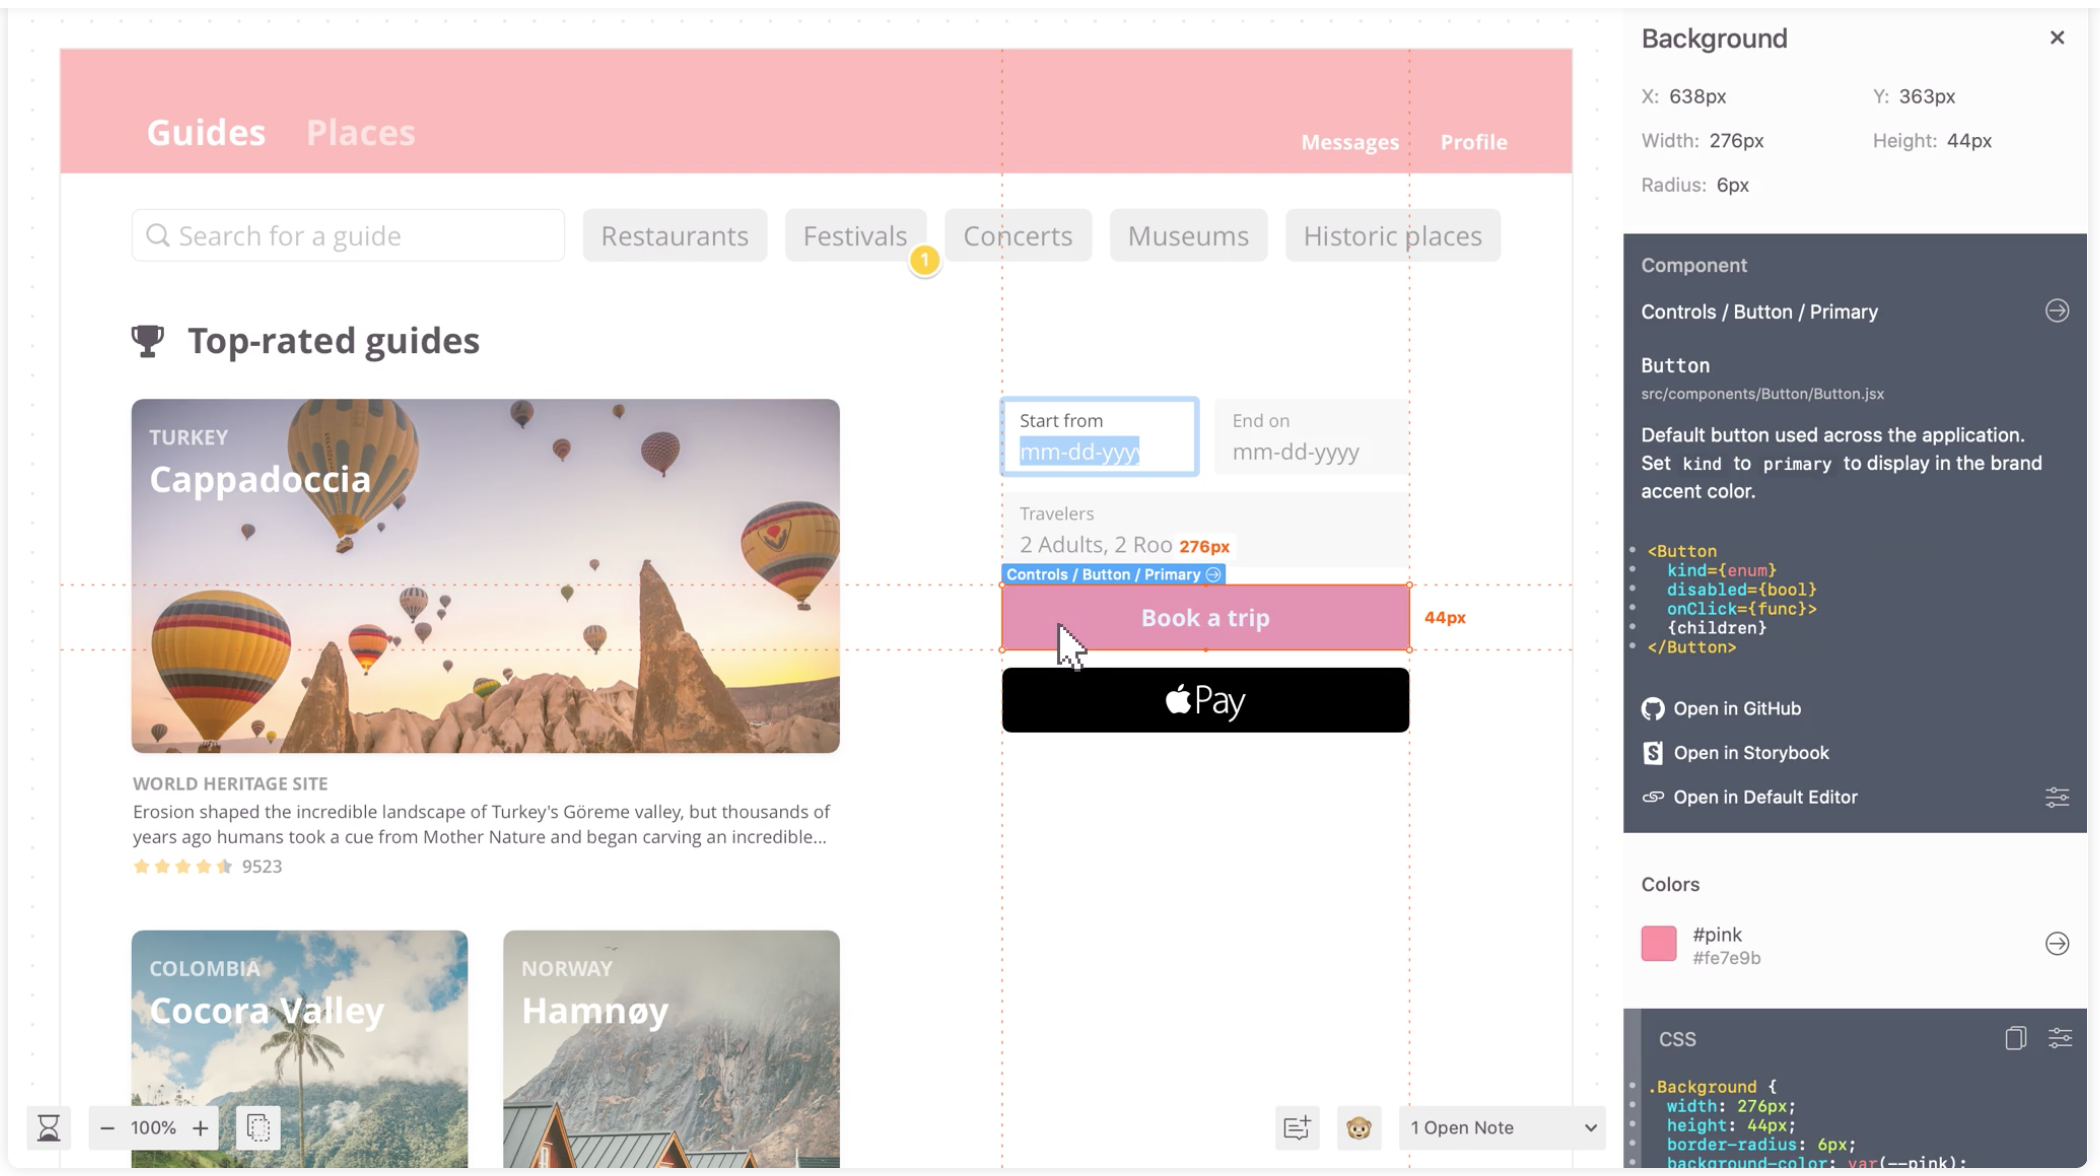 Guides Places
Messages Profile
Search for a guide
Restaurants
Festivals
Concerts
Museums
Historic places
1
Top-rated guides
TURKEY
Cappadoccia
Start from
mm-dd-yyyy
End on
mm-dd-yyyy
Travelers
2 Adults, 2 Roo
276px
Controls / Button / Primary
Book a trip
44px
Pay
WORLD HERITAGE SITE
Erosion shaped the incredible landscape of Turkey's Göreme valley, but thousands of
years ago humans took a cue from Mother Nature and began carving an incredible...
9523
COLOMBIA
Cocora Valley
NORWAY
Hamnøy
− 100% +
1 Open Note
Background
X: 638px Y: 363px
Width: 276px Height: 44px
Radius: 6px
Component
Controls / Button / Primary
Button
src/components/Button/Button.jsx
Default button used across the application.
Set kind to primary to display in the brand
accent color.
<Button
kind={enum}
disabled={bool}
onClick={func}>
{children}
</Button>
Open in GitHub
Open in Storybook
Open in Default Editor
Colors
#pink
#fe7e9b
CSS
.Background {
width: 276px;
height: 44px;
border-radius: 6px;
background-color: var(--pink);